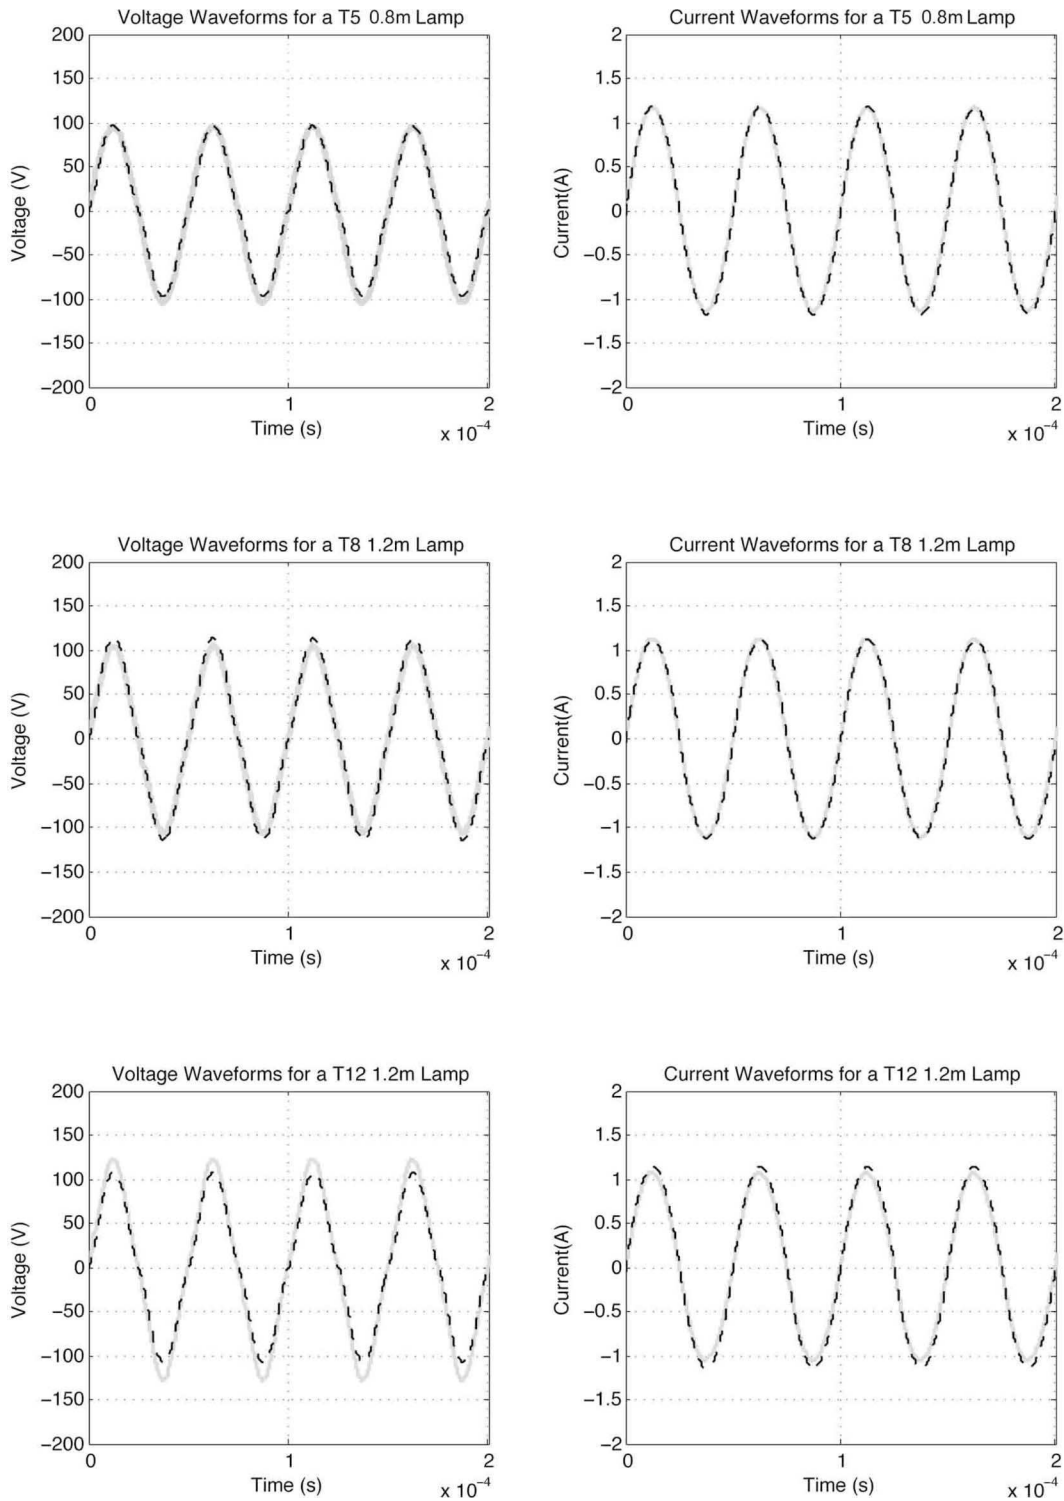 Voltage Waveforms for a T5 0.8m Lamp
200
150
100
50
0
−50
−100
−150
−200
Voltage (V)
0 1 2
Time (s)
x 10⁻⁴
Current Waveforms for a T5 0.8m Lamp
2
1.5
1
0.5
0
−0.5
−1
−1.5
−2
Current(A)
0 1 2
Time (s)
x 10⁻⁴
Voltage Waveforms for a T8 1.2m Lamp
200
150
100
50
0
−50
−100
−150
−200
Voltage (V)
0 1 2
Time (s)
x 10⁻⁴
Current Waveforms for a T8 1.2m Lamp
2
1.5
1
0.5
0
−0.5
−1
−1.5
−2
Current(A)
0 1 2
Time (s)
x 10⁻⁴
Voltage Waveforms for a T12 1.2m Lamp
200
150
100
50
0
−50
−100
−150
−200
Voltage (V)
0 1 2
Time (s)
x 10⁻⁴
Current Waveforms for a T12 1.2m Lamp
2
1.5
1
0.5
0
−0.5
−1
−1.5
−2
Current(A)
0 1 2
Time (s)
x 10⁻⁴